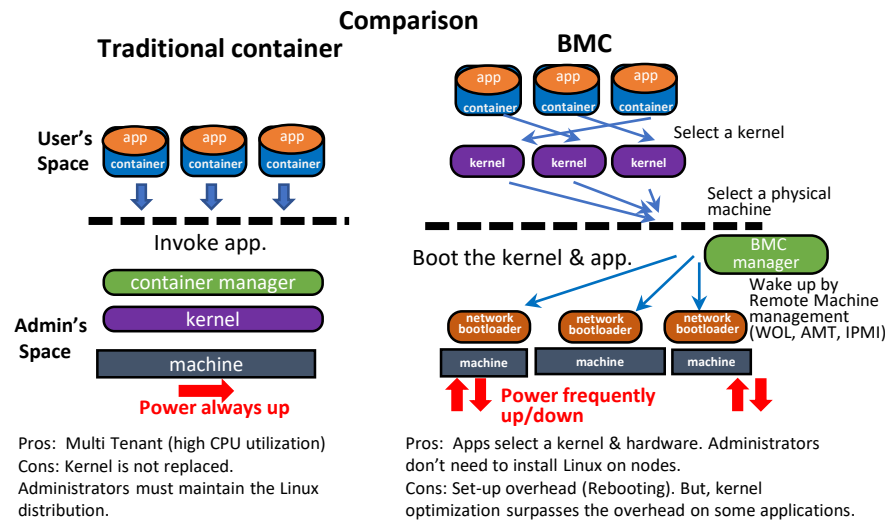 Comparison
Traditional container
BMC
app
container
app
container
app
container
User's
Space
app
container
app
container
app
container
Select a kernel
kernel
kernel
kernel
Select a physical
machine
Invoke app.
container manager
kernel
Admin's
Space
machine
Power always up
Boot the kernel & app.
BMC
manager
Wake up by
Remote Machine
management
(WOL, AMT, IPMI)
network
bootloader
network
bootloader
network
bootloader
machine
machine
machine
Power frequently
up/down
Pros: Multi Tenant (high CPU utilization)
Cons: Kernel is not replaced.
Administrators must maintain the Linux
distribution.
Pros: Apps select a kernel & hardware. Administrators
don't need to install Linux on nodes.
Cons: Set-up overhead (Rebooting). But, kernel
optimization surpasses the overhead on some applications.